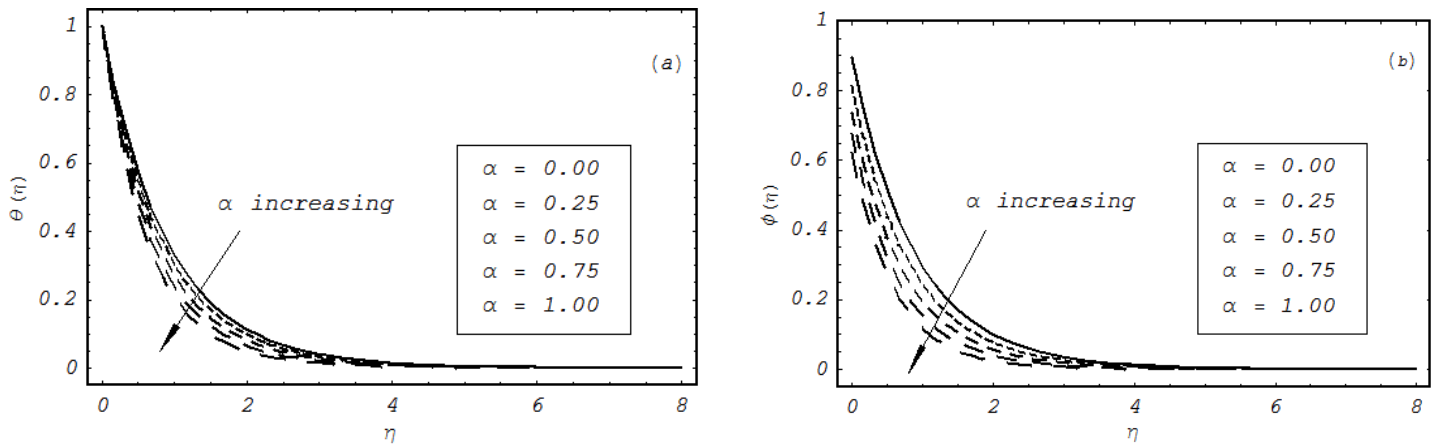 (a)
θ(η)
1
0.8
0.6
0.4
0.2
0
α increasing
α = 0.00
α = 0.25
α = 0.50
α = 0.75
α = 1.00
0 2 4 6 8
η
(b)
ϕ(η)
1
0.8
0.6
0.4
0.2
0
α increasing
α = 0.00
α = 0.25
α = 0.50
α = 0.75
α = 1.00
0 2 4 6 8
η